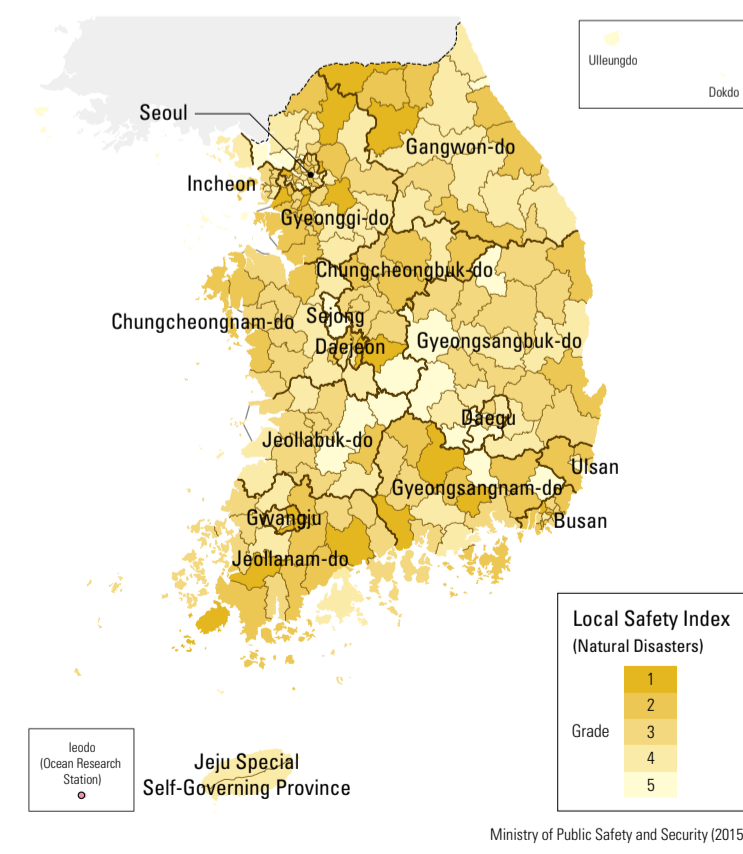 Ulleungdo
Dokdo
Seoul
Gangwon-do
Incheon
Gyeonggi-do
Chungcheongbuk-do
Chungcheongnam-do
Sejong
Daejeon
Gyeongsangbuk-do
Daegu
Jeollabuk-do
Ulsan
Gyeongsangnam-do
Gwangju
Busan
Jeollanam-do
Local Safety Index
(Natural Disasters)
1
2
Grade 3
4
5
Ieodo
(Ocean Research
Station)
Jeju Special
Self-Governing Province
Ministry of Public Safety and Security (2015